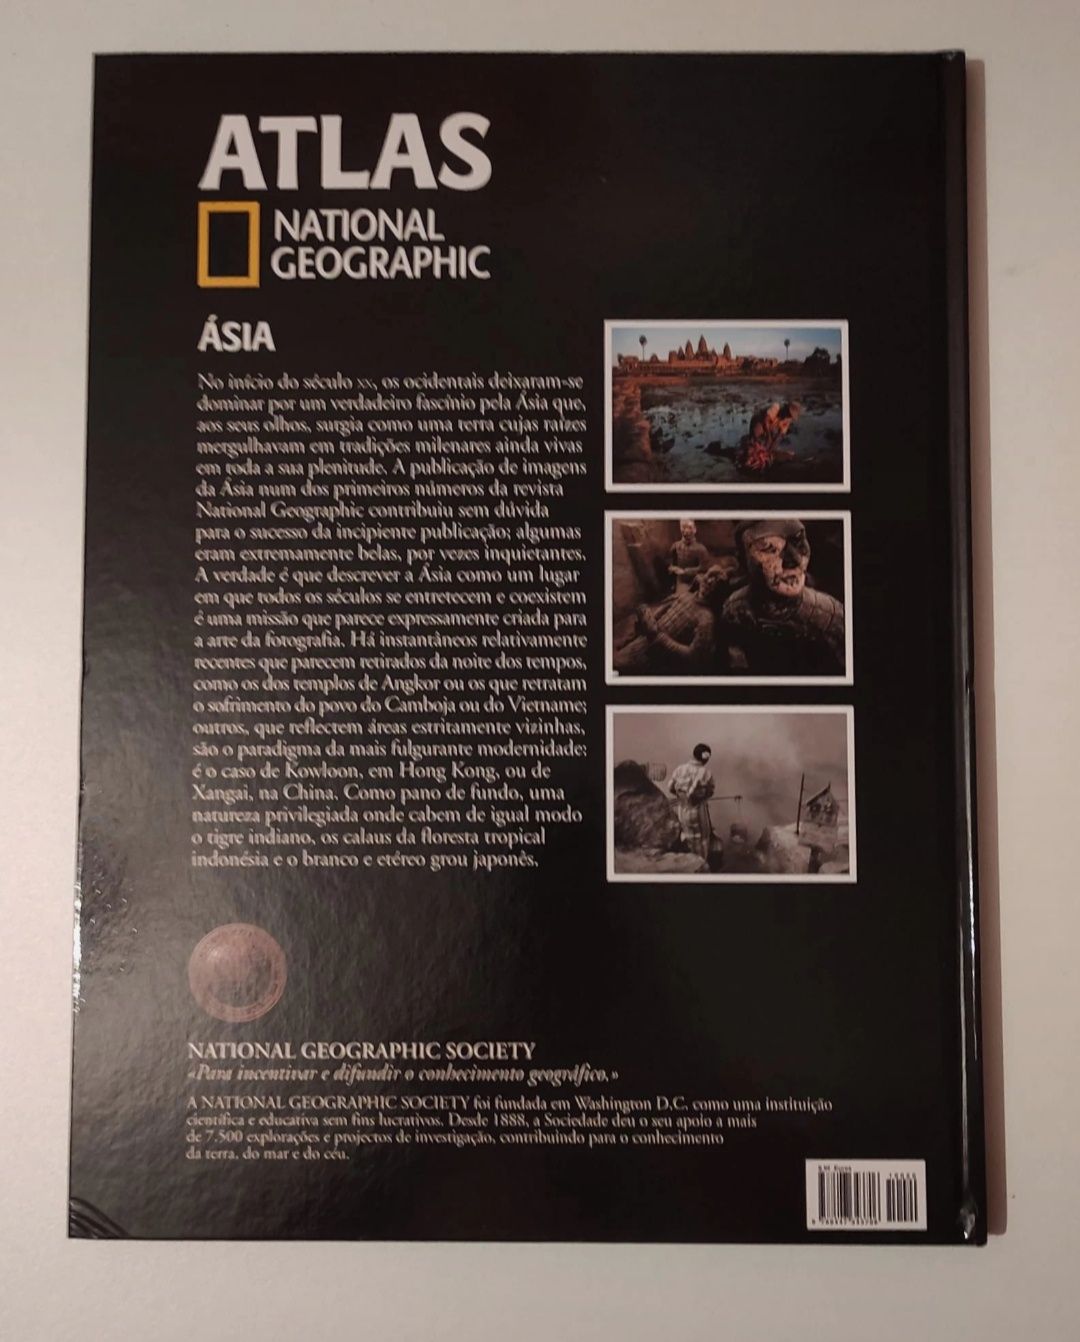 ATLAS
NATIONAL
GEOGRAPHIC
ÁSIA
No início do século xx, os ocidentais deixaram-se
dominar por um verdadeiro fascínio pela Ásia que,
aos seus olhos, surgia como uma terra cujas raízes
mergulhavam em tradições milenares ainda vivas
em toda a sua plenitude. A publicação de imagens
da Ásia num dos primeiros números da revista
National Geographic contribuiu sem dúvida
para o sucesso da incipiente publicação: algumas
eram extremamente belas, por vezes inquietantes.
A verdade é que descrever a Ásia como um lugar
em que todos os séculos se entretecem e coexistem
é uma missão que parece expressamente criada para
a arte da fotografia. Há instantâneos relativamente
recentes que parecem retirados da noite dos tempos,
como os dos templos de Angkor ou os que retratam
o sofrimento do povo do Camboja ou do Vietname;
outros, que reflectem áreas estritamente vizinhas,
são o paradigma da mais fulgurante modernidade:
é o caso de Kowloon, em Hong Kong, ou de
Xangai, na China. Como pano de fundo, uma
natureza privilegiada onde cabem de igual modo
o tigre indiano, os calaus da floresta tropical
indonésia e o branco e etéreo grou japonês.
NATIONAL GEOGRAPHIC SOCIETY
«Para incentivar e difundir o conhecimento geográfico.»
A NATIONAL GEOGRAPHIC SOCIETY foi fundada em Washington D.C. como uma instituição
científica e educativa sem fins lucrativos. Desde 1888, a Sociedade deu o seu apoio a mais
de 7.500 explorações e projectos de investigação, contribuindo para o conhecimento
da terra, do mar e do céu.